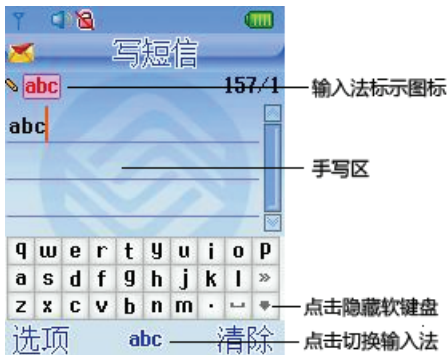 写短信
abc 157/1 输入法标示图标
abc
手写区
q w e r t y u i o p
a s d f g h j k l »
z x c v b n m · ⌴ 点击隐藏软键盘
选项 abc 清除 点击切换输入法